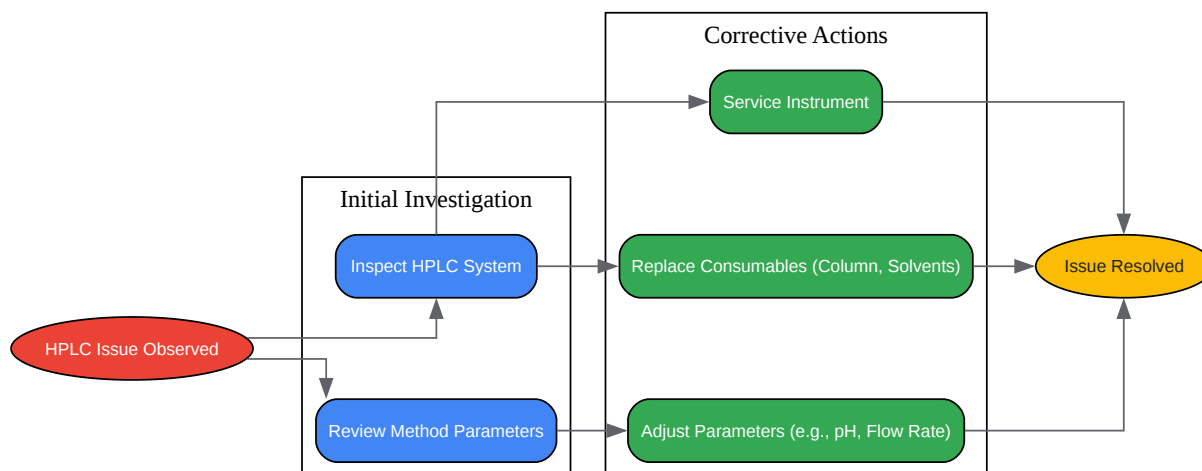 Corrective Actions
Service Instrument
Initial Investigation
Inspect HPLC System
Replace Consumables (Column, Solvents)
Issue Resolved
HPLC Issue Observed
Review Method Parameters
Adjust Parameters (e.g., pH, Flow Rate)